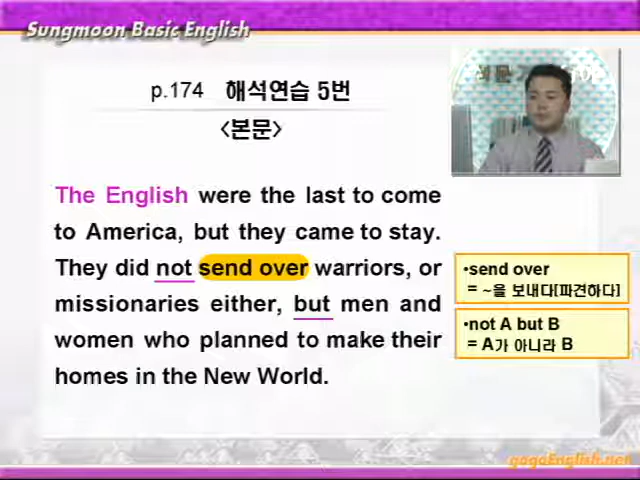 Sungmoon Basic English
p.174 해석연습 5번
<본문>
The English were the last to come
to America, but they came to stay.
They did not send over warriors, or
missionaries either, but men and
women who planned to make their
homes in the New World.
•send over
= ~을 보내다[파견하다]
•not A but B
= A가 아니라 B
gogoEnglish.net